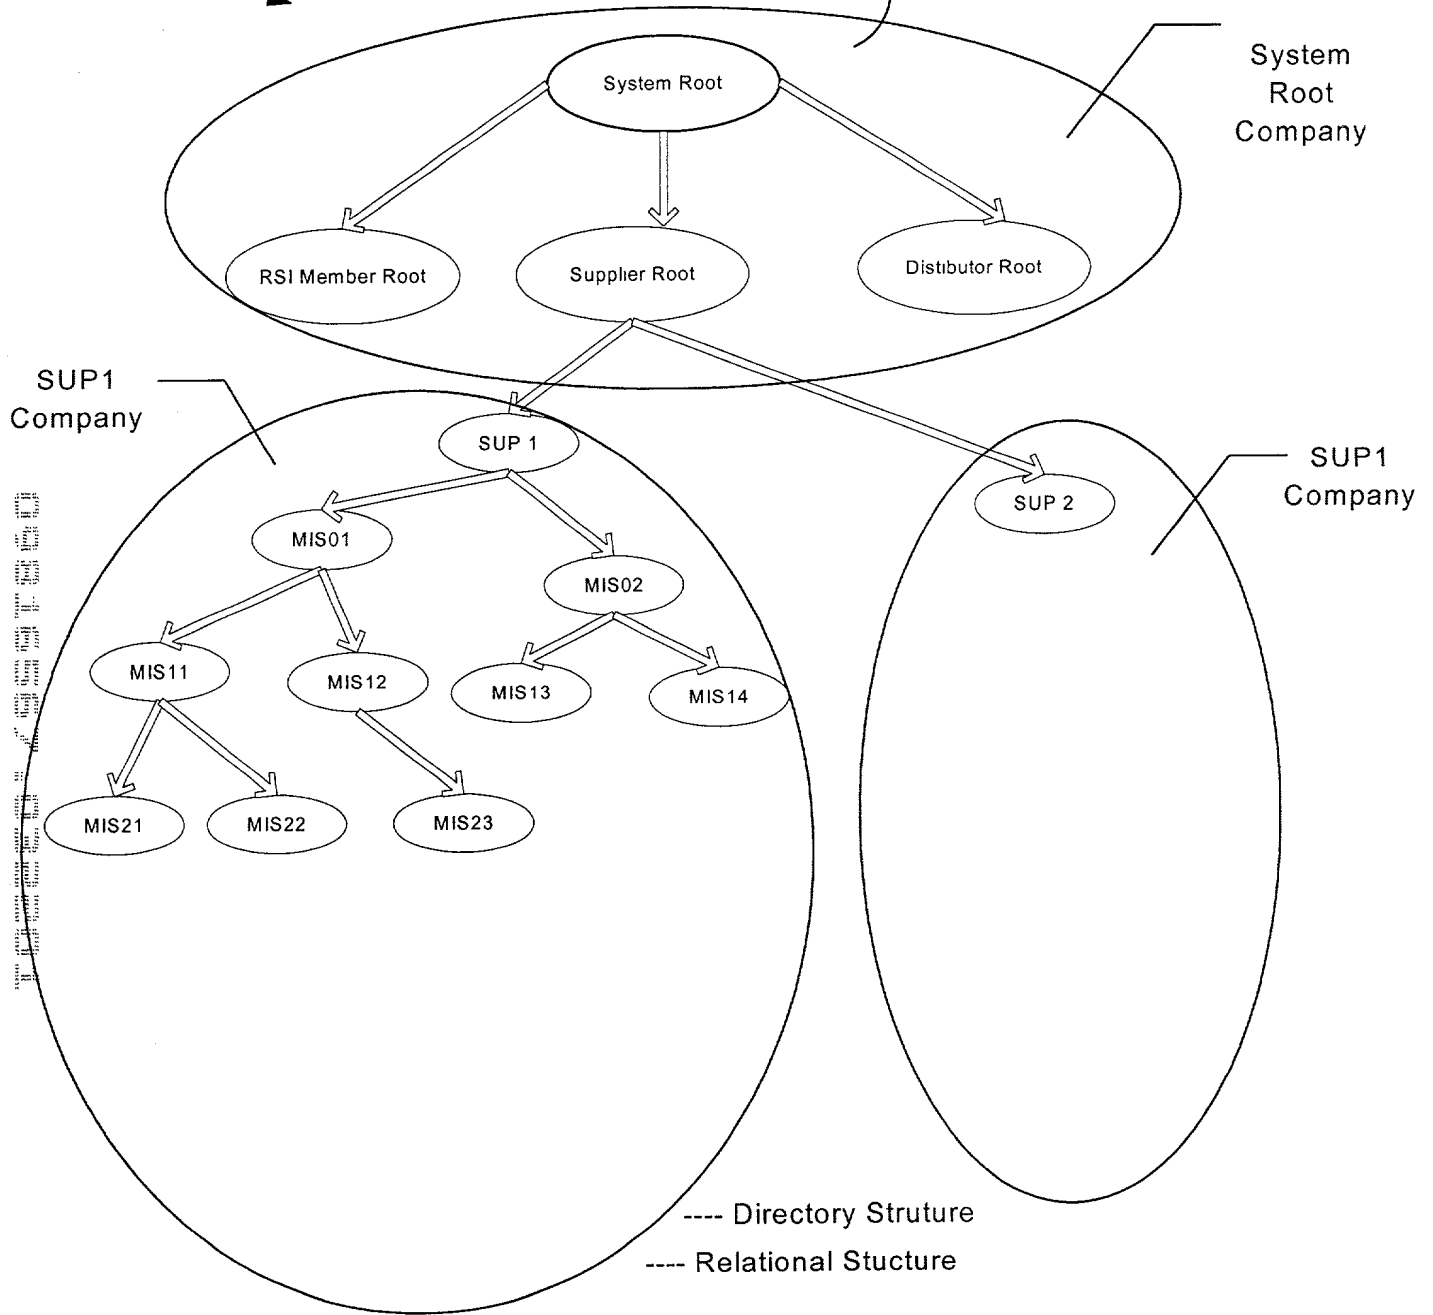 System Root
System
Root
Company
RSI Member Root
Supplier Root
Distibutor Root
SUP1
Company
SUP 1
SUP1
Company
SUP 2
MIS01
MIS02
MIS11
MIS12
MIS13
MIS14
MIS21
MIS22
MIS23
---- Directory Struture
---- Relational Stucture